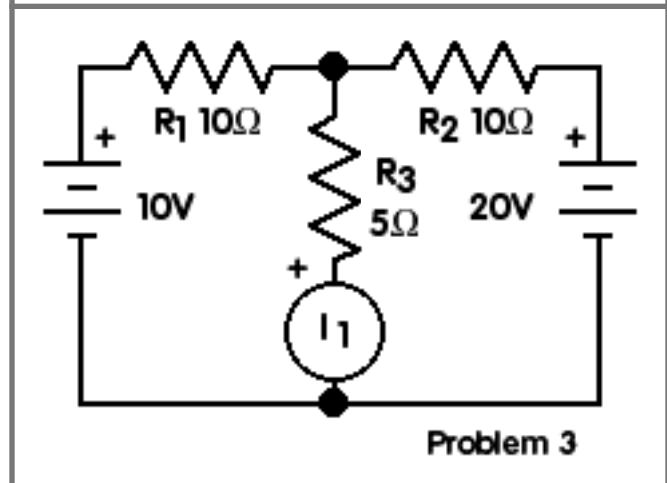 R1 10Ω
R2 10Ω
+
+
R3
5Ω
10V
20V
+
I1
Problem 3